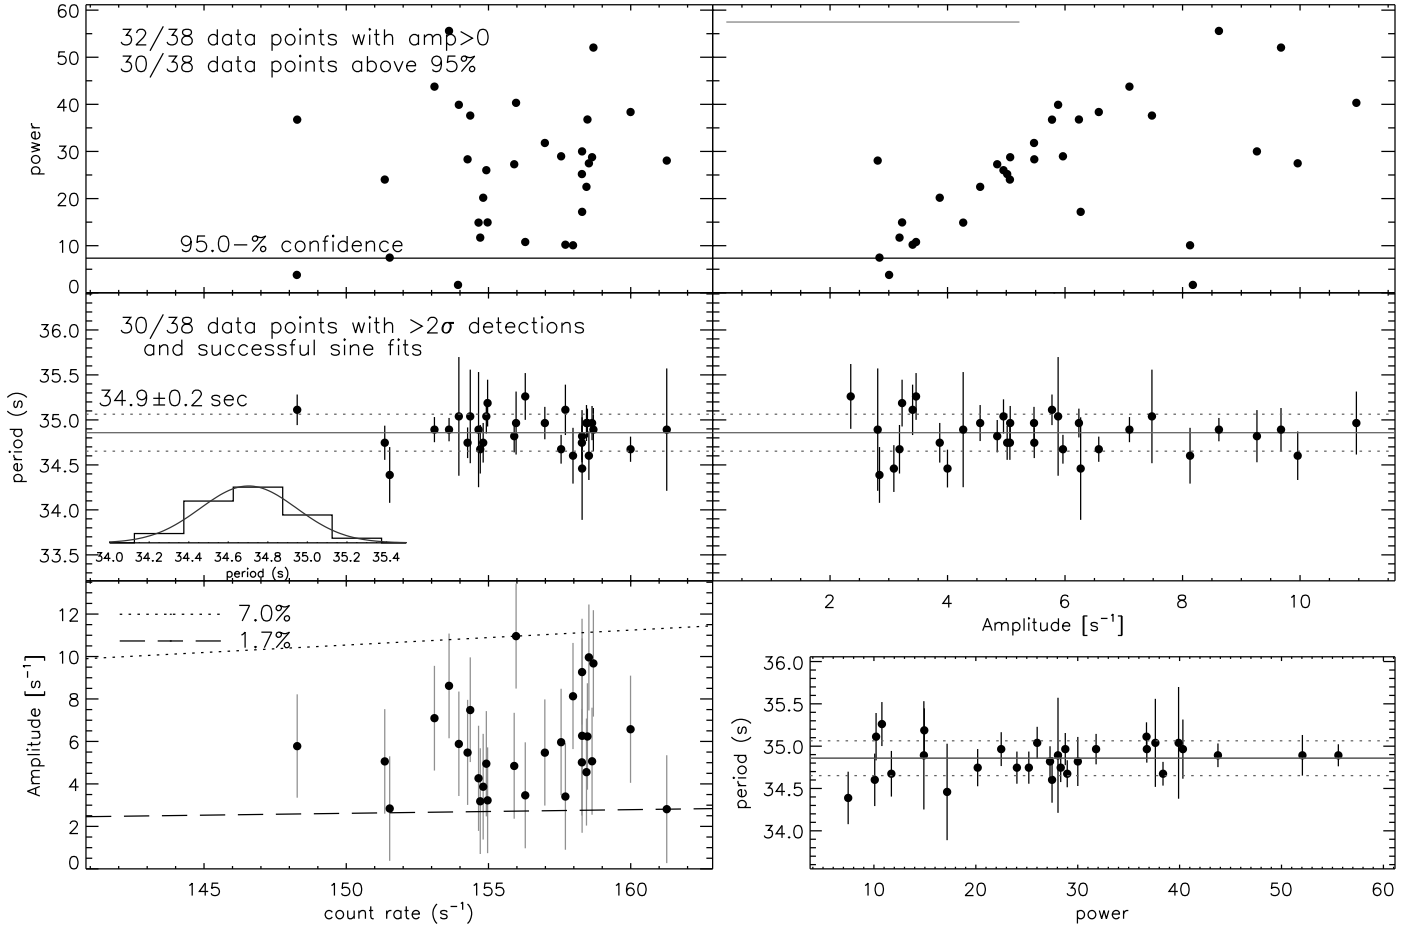 60
50
40
30
20
10
0
power
32/38 data points with amp>0
30/38 data points above 95%
95.0-% confidence
36.0
35.5
35.0
34.5
34.0
33.5
period (s)
30/38 data points with >2σ detections
and successful sine fits
34.9±0.2 sec
34.0 34.2 34.4 34.6 34.8 35.0 35.2 35.4
period (s)
2 4 6 8 10
Amplitude [s⁻¹]
12
10
8
6
4
2
0
Amplitude [s⁻¹]
7.0%
1.7%
145 150 155 160
count rate (s⁻¹)
36.0
35.5
35.0
34.5
34.0
period (s)
10 20 30 40 50 60
power